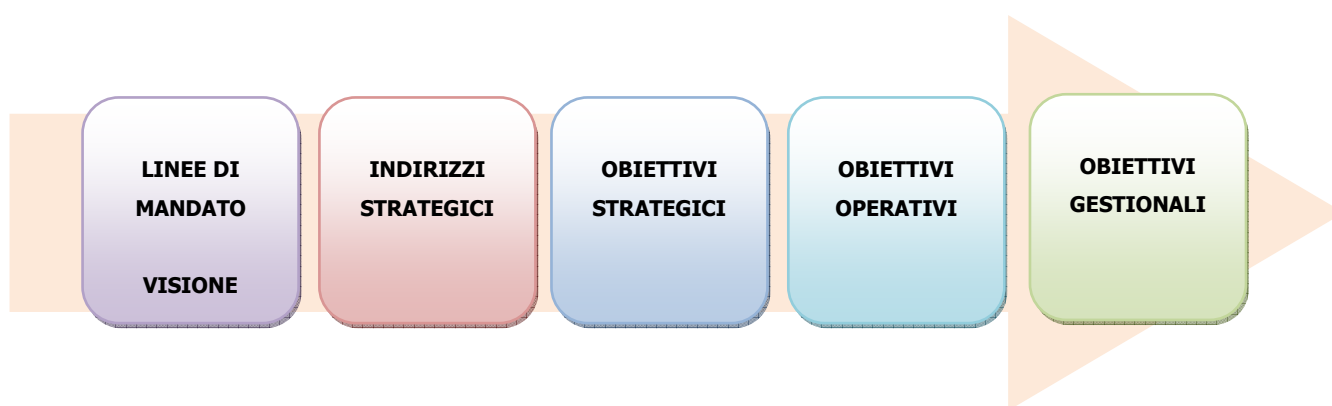 LINEE DI
MANDATO
VISIONE
INDIRIZZI
STRATEGICI
OBIETTIVI
STRATEGICI
OBIETTIVI
OPERATIVI
OBIETTIVI
GESTIONALI